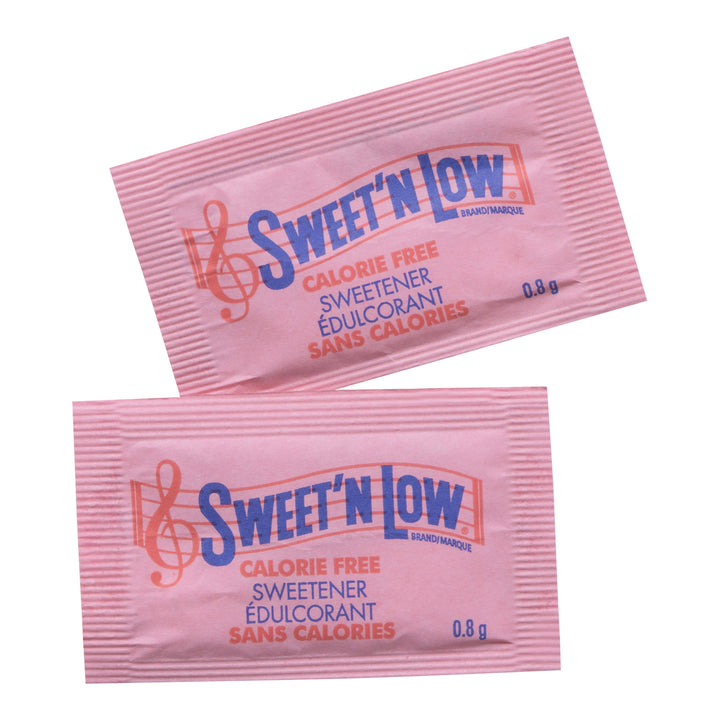 SWEET'N LOW®
BRAND/MARQUE
CALORIE FREE
SWETENER
ÉDULCORANT
SANS CALORIES
0.8 g
SWEET'N LOW®
BRAND/MARQUE
CALORIE FREE
SWEETENER
ÉDULCORANT
SANS CALORIES
0.8 g